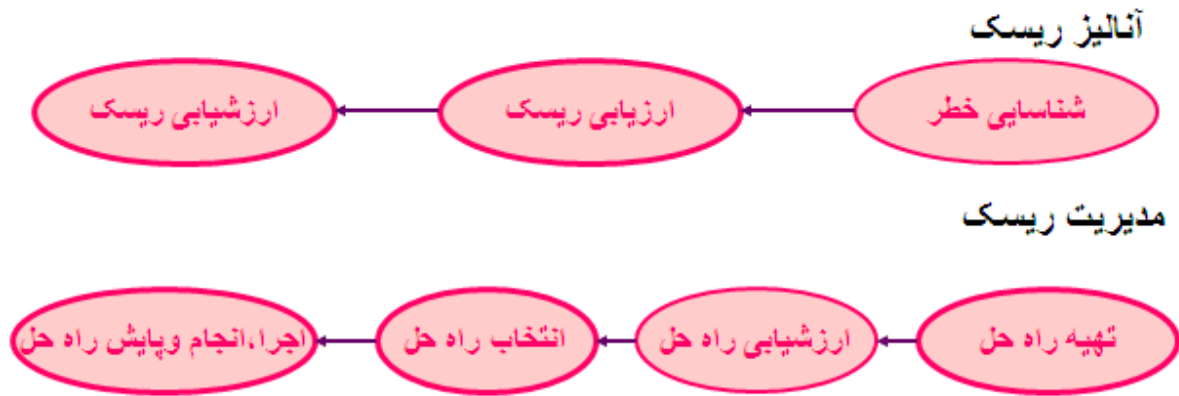 آنالیز ریسک
شناسایی خطر
ارزیابی ریسک
ارزشیابی ریسک
مدیریت ریسک
تهیه راه حل
ارزشیابی راه حل
انتخاب راه حل
اجرا،انجام وپایش راه حل